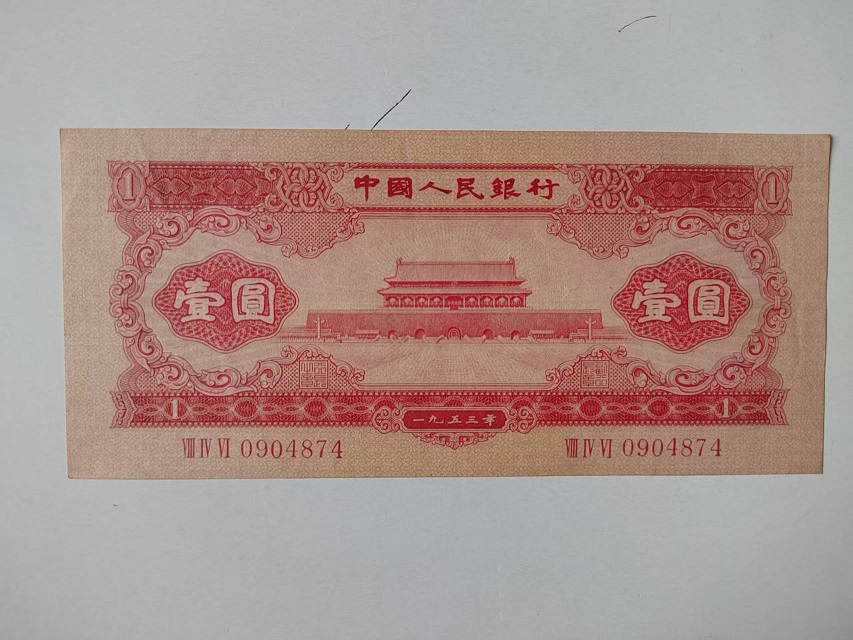 1 中國人民銀行 1
壹圓 壹圓
1 一九五三年 1
VIII IV VI 0904874 VIII IV VI 0904874